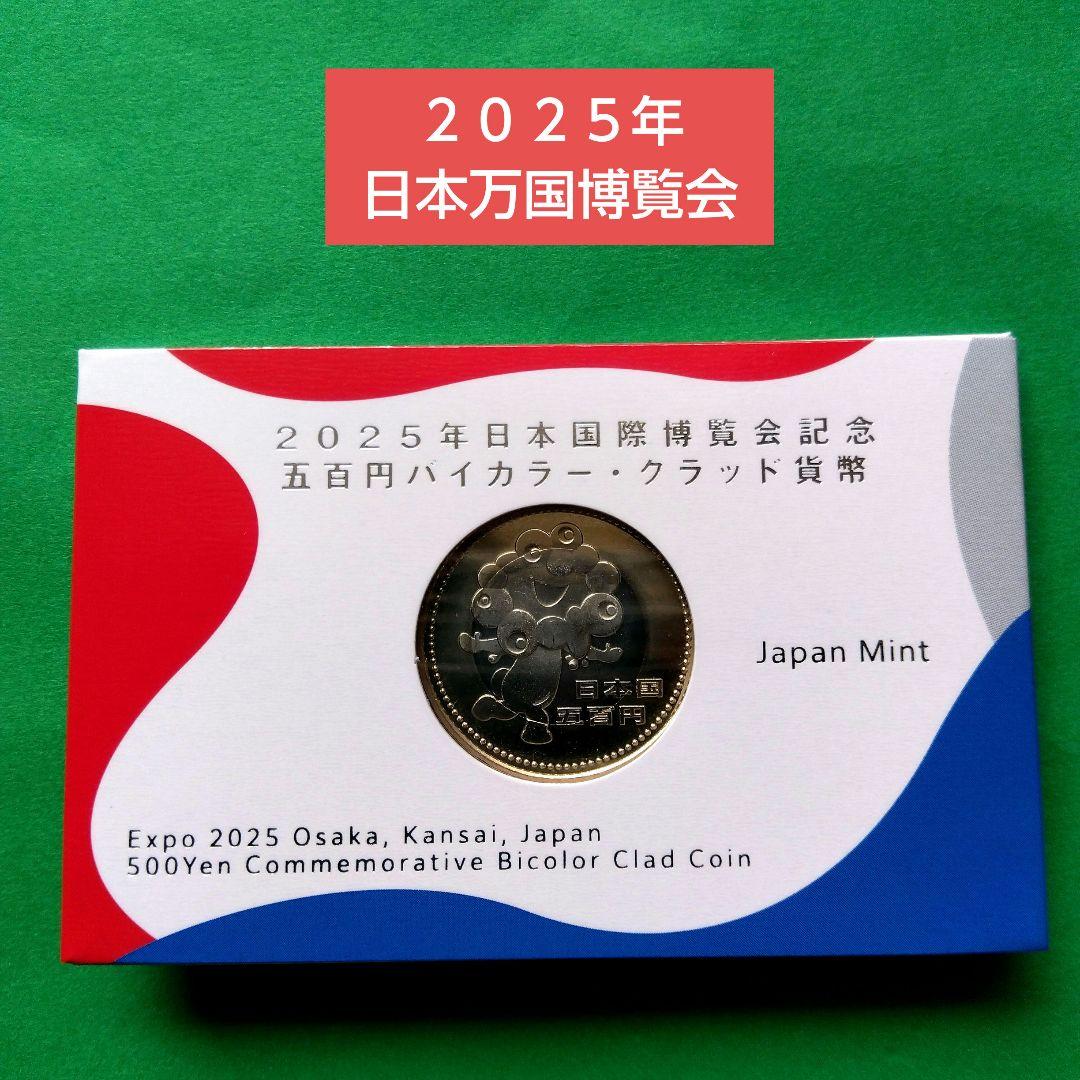 ２０２５年
日本万国博覧会
２０２５年日本国際博覧会記念
五百円バイカラー・クラッド貨幣
日本国
五百円
Japan Mint
Expo 2025 Osaka, Kansai, Japan
500Yen Commemorative Bicolor Clad Coin